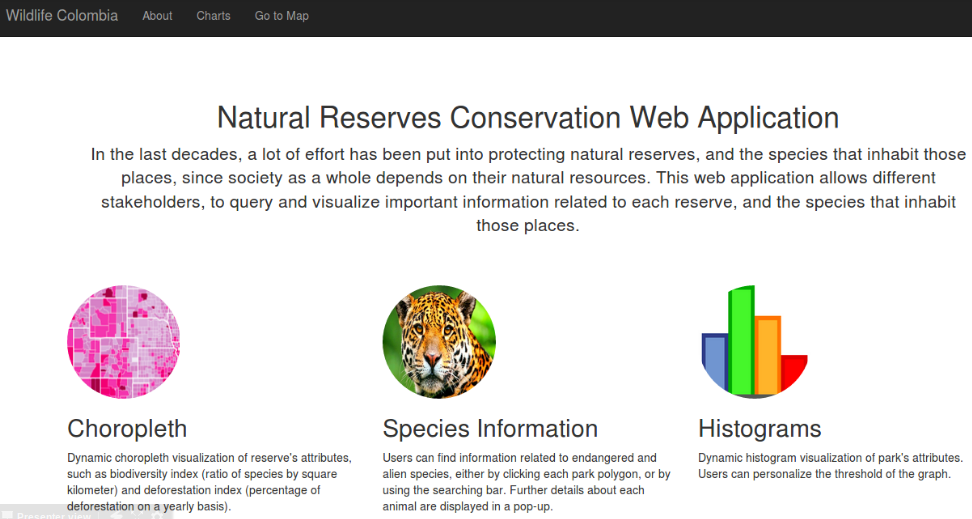 Wildlife Colombia About Charts Go to Map
Natural Reserves Conservation Web Application
In the last decades, a lot of effort has been put into protecting natural reserves, and the species that inhabit those
places, since society as a whole depends on their natural resources. This web application allows different
stakeholders, to query and visualize important information related to each reserve, and the species that inhabit
those places.
Choropleth
Dynamic choropleth visualization of reserve's attributes,
such as biodiversity index (ratio of species by square
kilometer) and deforestation index (percentage of
deforestation on a yearly basis).
Species Information
Users can find information related to endangered and
alien species, either by clicking each park polygon, or by
using the searching bar. Further details about each
animal are displayed in a pop-up.
Histograms
Dynamic histogram visualization of park's attributes.
Users can personalize the threshold of the graph.
Presenter view